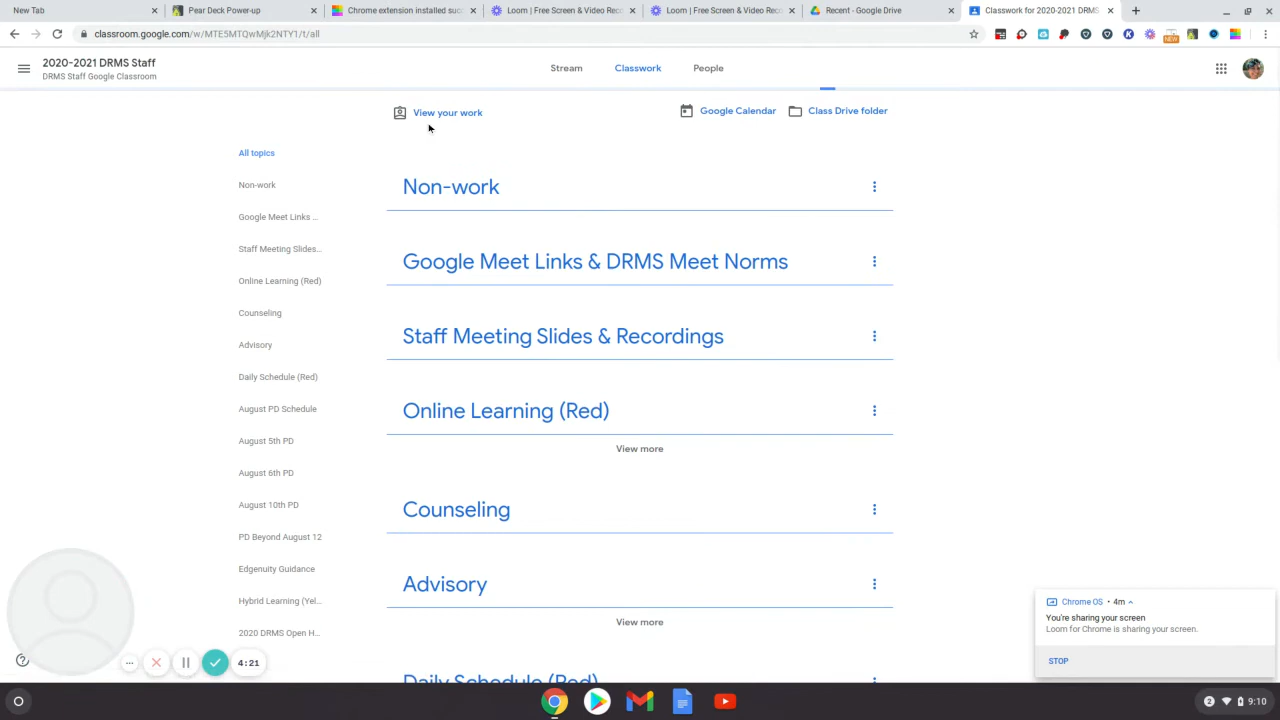 New Tab
Pear Deck Power-up
Chrome extension installed suc
Loom | Free Screen & Video Rec
Loom | Free Screen & Video Rec
Recent - Google Drive
Classwork for 2020-2021 DRMS
classroom.google.com/w/MTE5MTQwMjk2NTY1/t/all
NEW
2020-2021 DRMS Staff
DRMS Staff Google Classroom
Stream
Classwork
People
View your work
Google Calendar
Class Drive folder
All topics
Non-work
Google Meet Links ...
Staff Meeting Slides...
Online Learning (Red)
Counseling
Advisory
Daily Schedule (Red)
August PD Schedule
August 5th PD
August 6th PD
August 10th PD
PD Beyond August 12
Edgenuity Guidance
Hybrid Learning (Yel...
2020 DRMS Open H...
Non-work
Google Meet Links & DRMS Meet Norms
Staff Meeting Slides & Recordings
Online Learning (Red)
View more
Counseling
Advisory
View more
Daily Schedule (Red)
Chrome OS • 4m
You're sharing your screen
Loom for Chrome is sharing your screen.
STOP
4:21
2
9:10